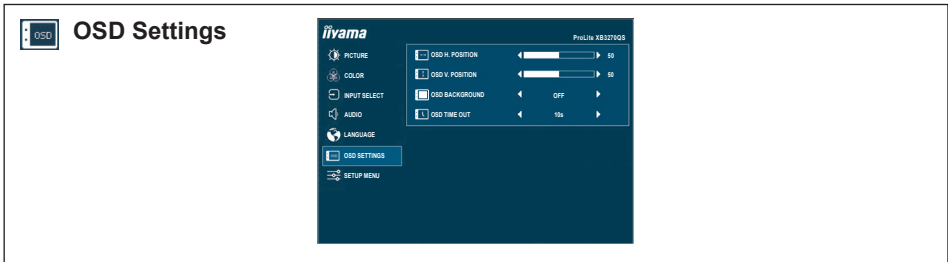 OSD
OSD Settings
iiyama
ProLite XB3270QS
PICTURE
COLOR
INPUT SELECT
AUDIO
LANGUAGE
OSD SETTINGS
SETUP MENU
OSD H. POSITION 50
OSD V. POSITION 50
OSD BACKGROUND OFF
OSD TIME OUT 10s